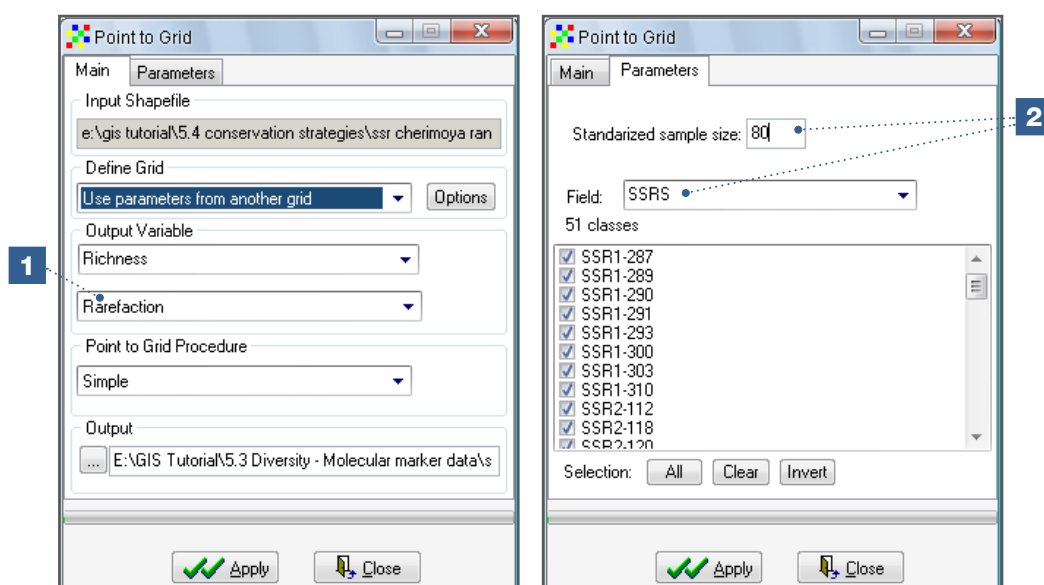 Point to Grid
Main Parameters
Input Shapefile
e:\gis tutorial\5.4 conservation strategies\ssr cherimoya ran
Define Grid
Use parameters from another grid
Options
Output Variable
Richness
1
Rarefaction
Point to Grid Procedure
Simple
Output
... E:\GIS Tutorial\5.3 Diversity - Molecular marker data\s
Apply Close
Point to Grid
Main Parameters
Standarized sample size: 80
2
Field: SSRS
51 classes
SSR1-287
SSR1-289
SSR1-290
SSR1-291
SSR1-293
SSR1-300
SSR1-303
SSR1-310
SSR2-112
SSR2-118
SSR2-120
Selection: All Clear Invert
Apply Close